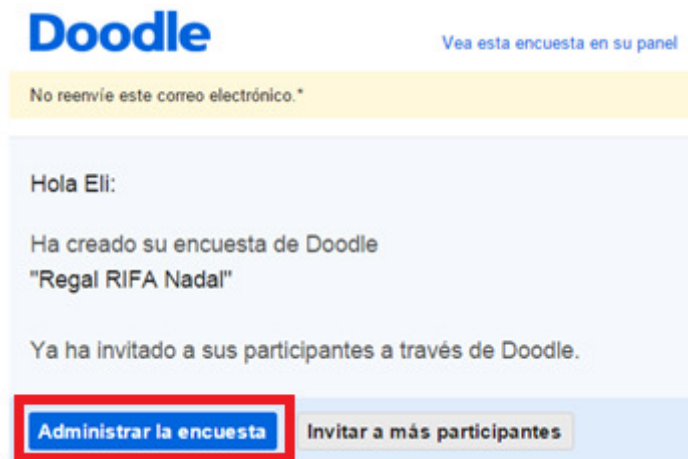 Doodle
Vea esta encuesta en su panel
No reenvíe este correo electrónico.*
Hola Eli:
Ha creado su encuesta de Doodle
"Regal RIFA Nadal"
Ya ha invitado a sus participantes a través de Doodle.
Administrar la encuesta
Invitar a más participantes